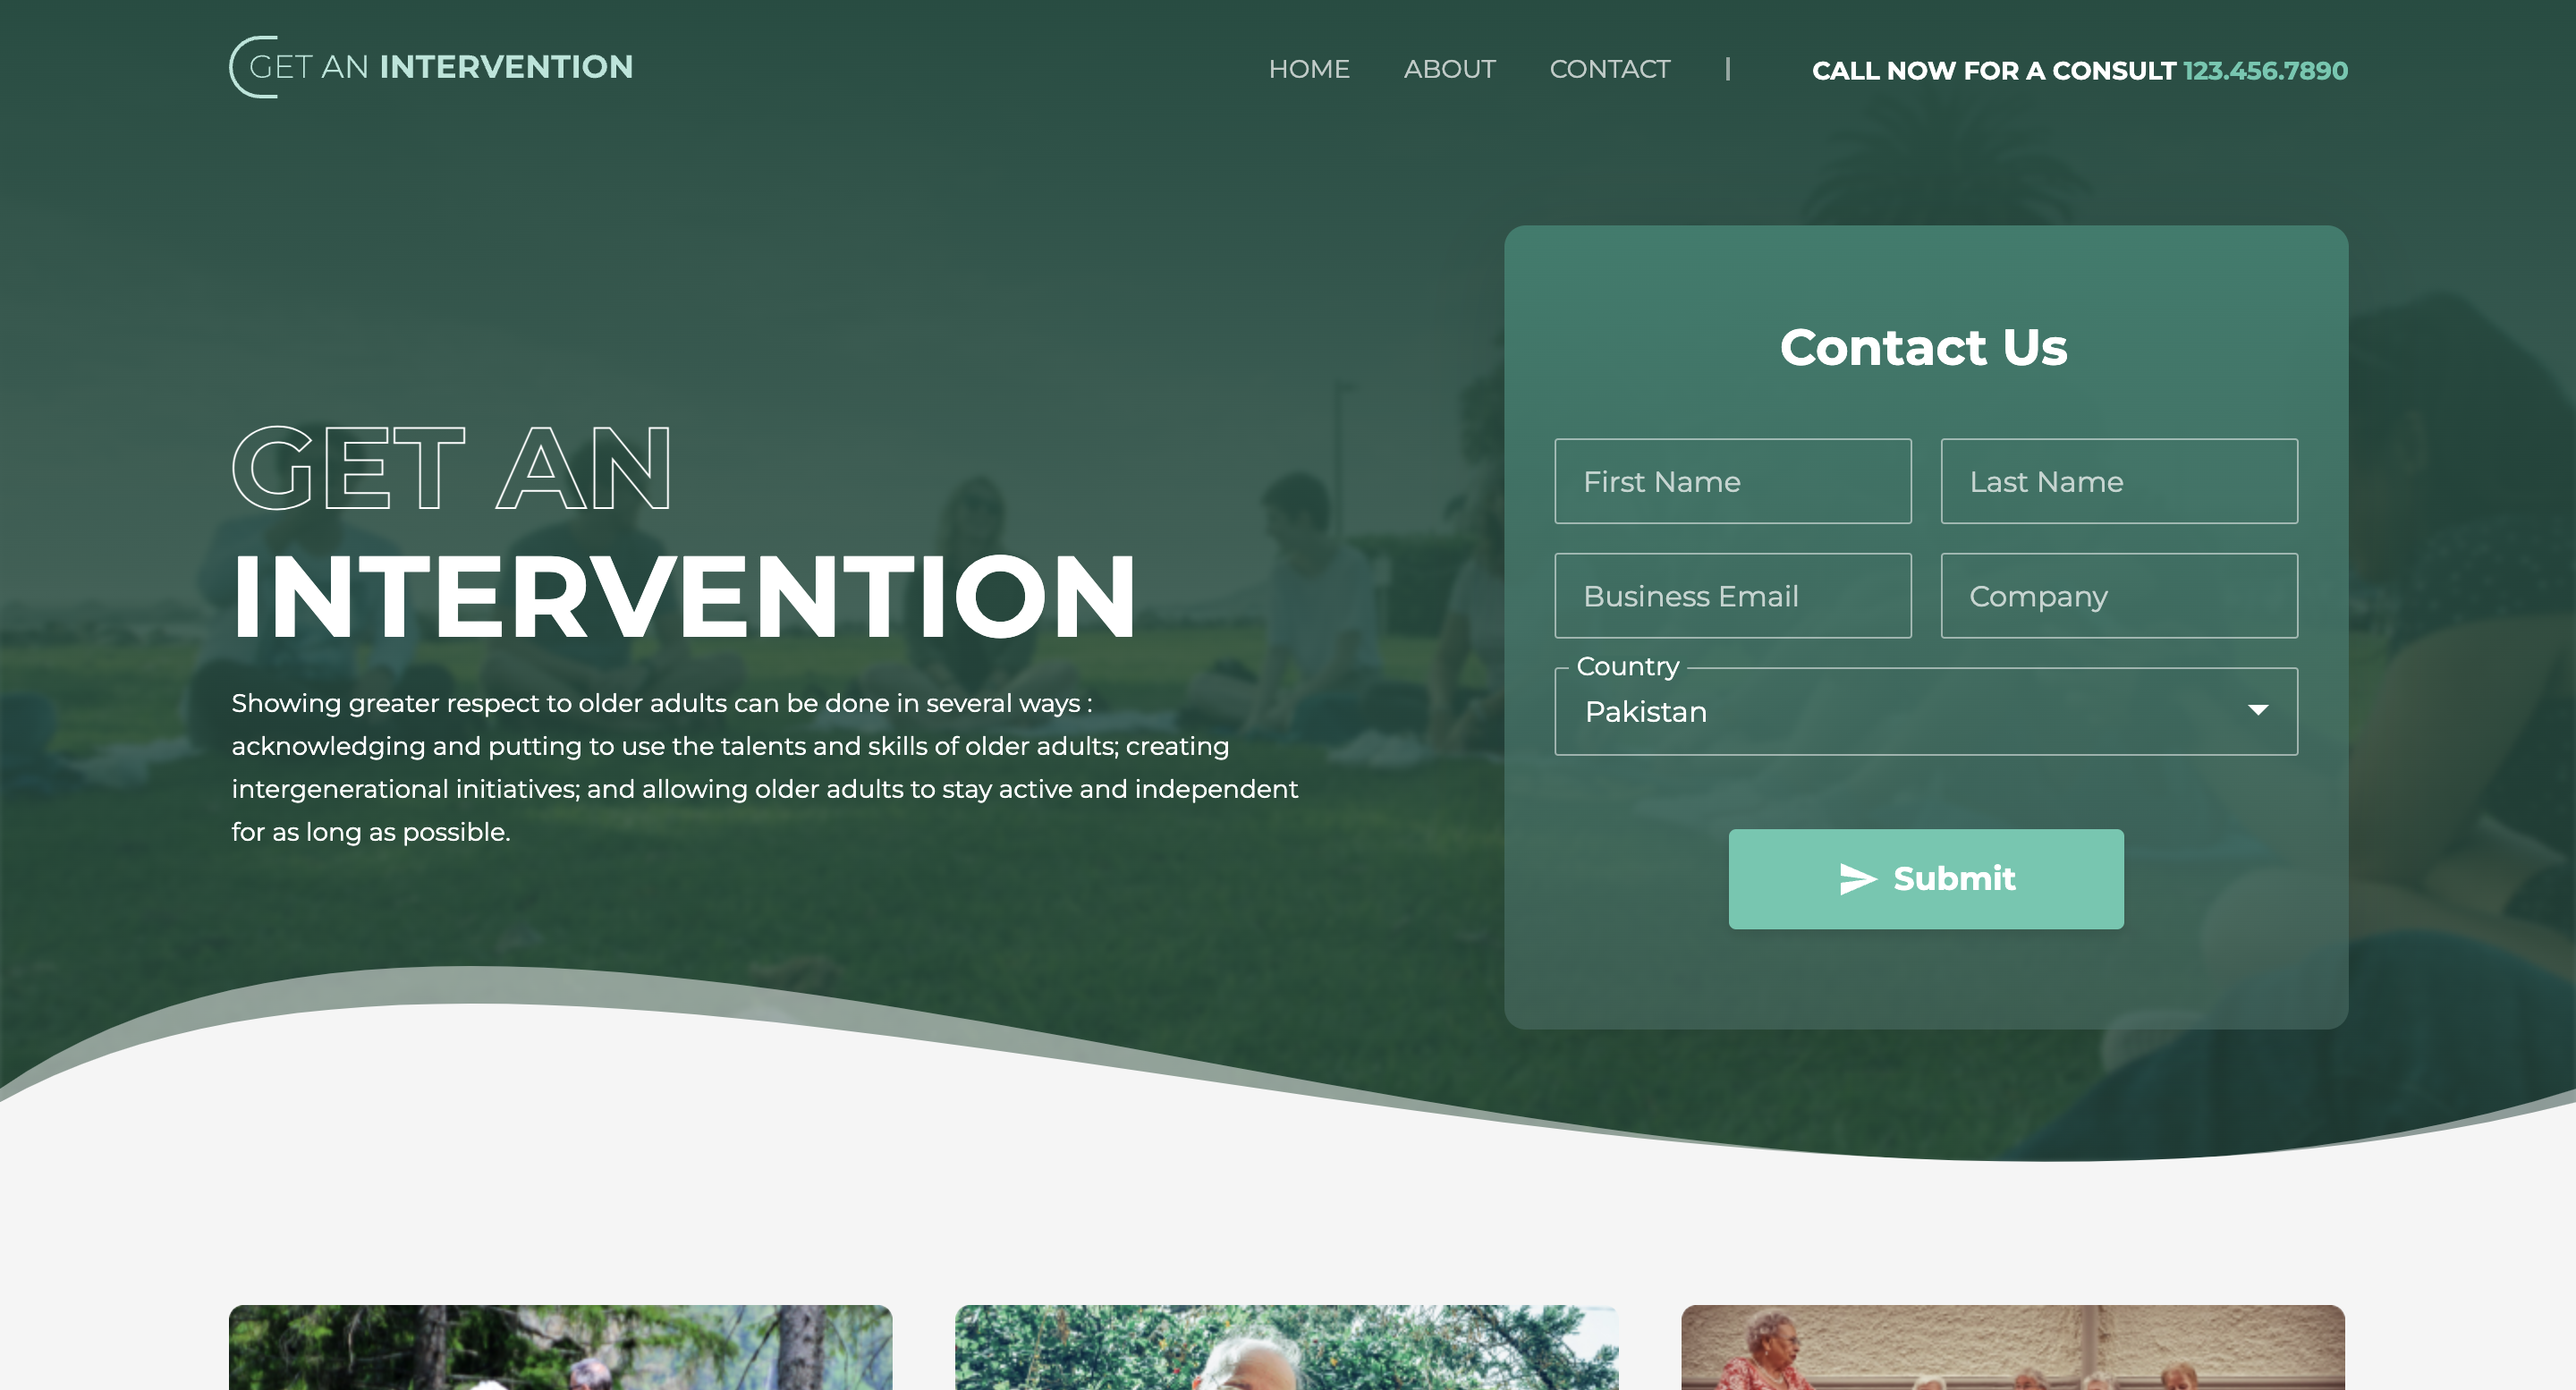 GET AN INTERVENTION
HOME ABOUT CONTACT | CALL NOW FOR A CONSULT 123.456.7890
GET AN
INTERVENTION
Showing greater respect to older adults can be done in several ways :
acknowledging and putting to use the talents and skills of older adults; creating
intergenerational initiatives; and allowing older adults to stay active and independent
for as long as possible.
Contact Us
First Name
Last Name
Business Email
Company
Country
Pakistan
Submit